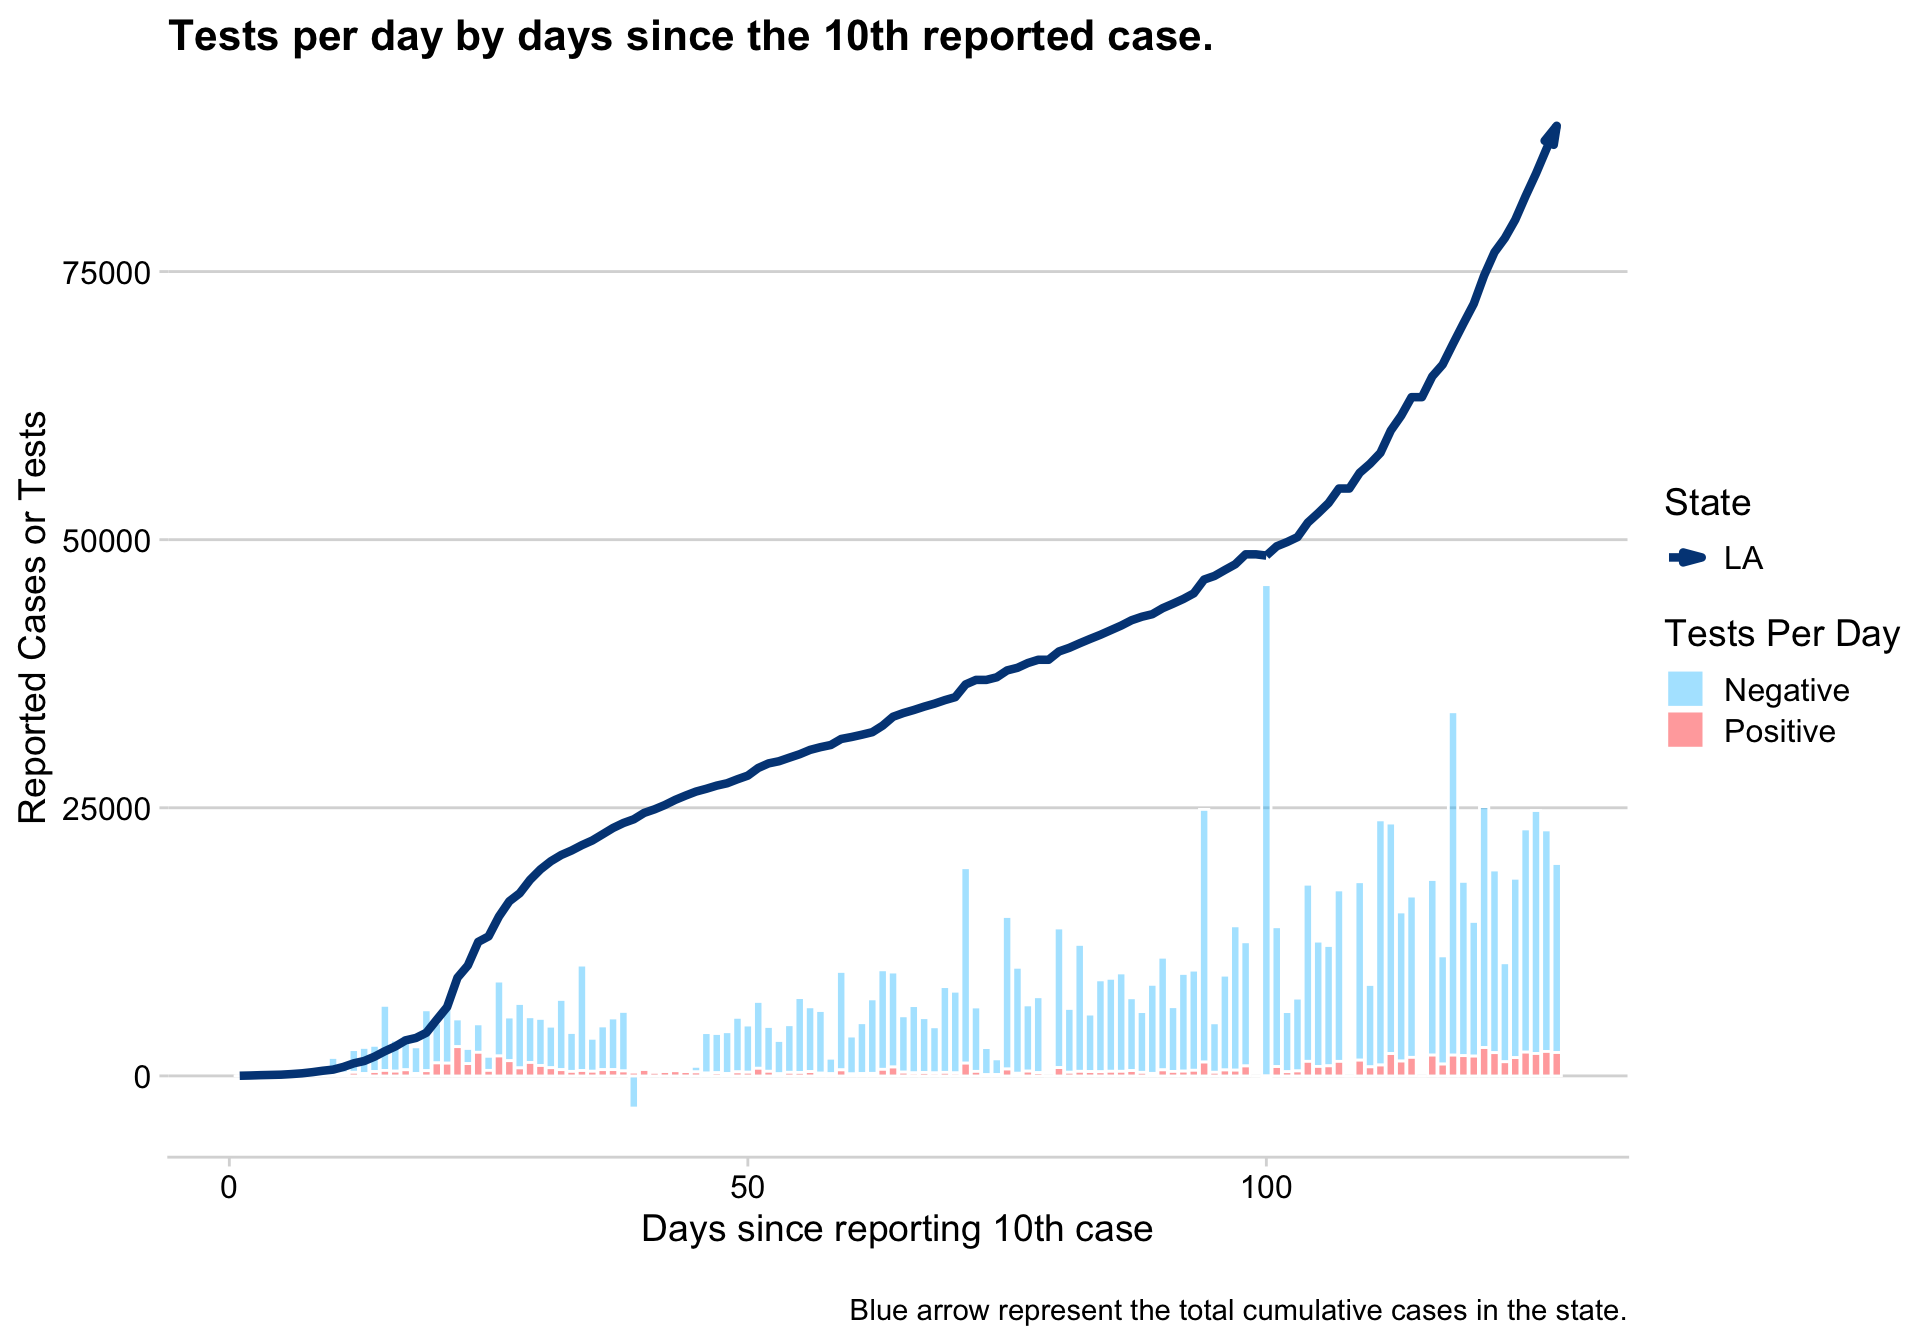 Tests per day by days since the 10th reported case.
Reported Cases or Tests
75000
50000
25000
0
0
50
100
Days since reporting 10th case
State
LA
Tests Per Day
Negative
Positive
Blue arrow represent the total cumulative cases in the state.